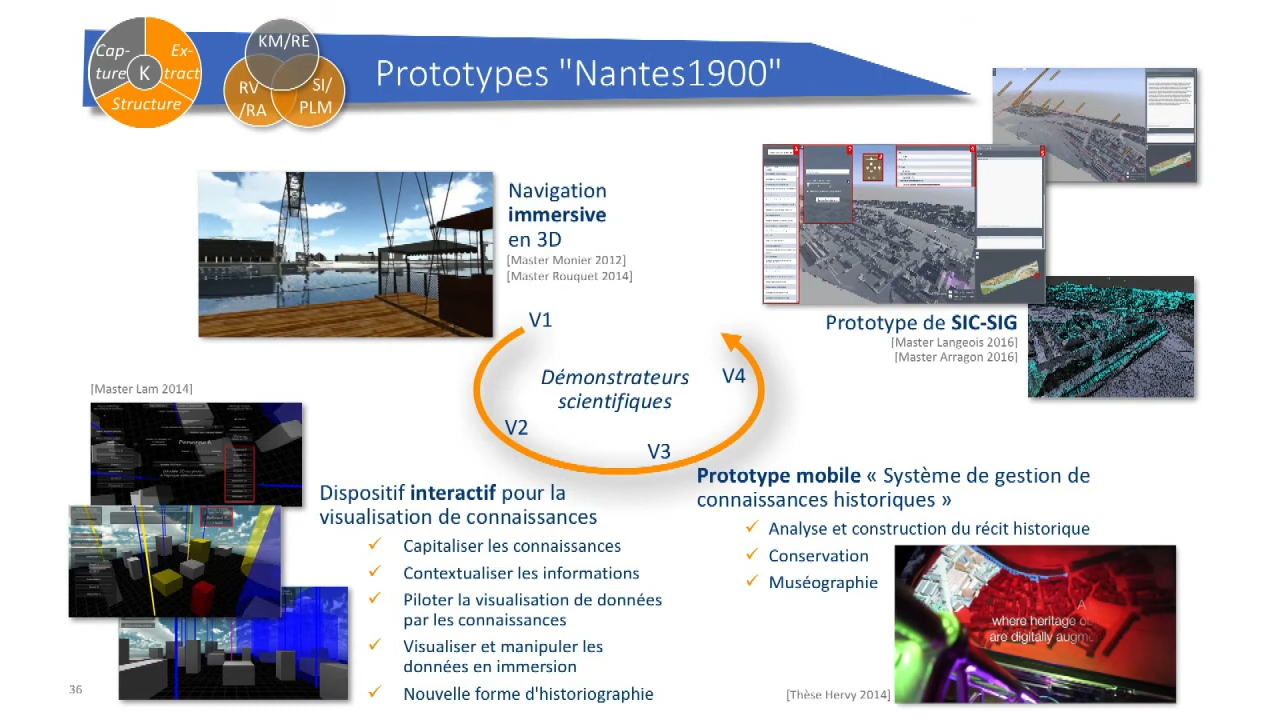 Cap-
ture
Ex-
tract
K
Structure
KM/RE
RV
/RA
SI/
PLM
Prototypes "Nantes1900"
Navigation
immersive
en 3D
[Master Monier 2012]
[Master Rouquet 2014]
Prototype de SIC-SIG
[Master Langeois 2016]
[Master Arragon 2016]
V1
Démonstrateurs
scientifiques
V4
V2
V3
[Master Lam 2014]
Dispositif interactif pour la
visualisation de connaissances
Capitaliser les connaissances
Contextualiser les informations
Piloter la visualisation de données
par les connaissances
Visualiser et manipuler les
données en immersion
Nouvelle forme d'historiographie
Prototype mobile « Système de gestion de
connaissances historiques »
Analyse et construction du récit historique
Conservation
Muséographie
A
where heritage
are digitally
[Thèse Hervy 2014]
36